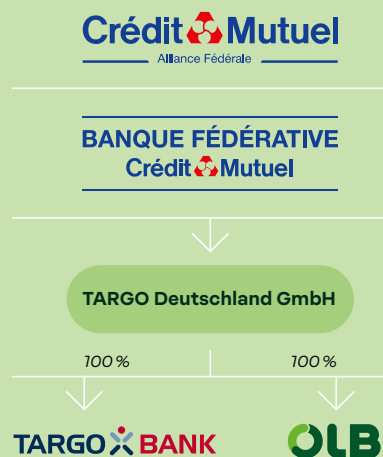 Crédit Mutuel
Alliance Fédérale
BANQUE FÉDÉRATIVE
Crédit Mutuel
TARGO Deutschland GmbH
100 % 100 %
TARGO BANK OLB